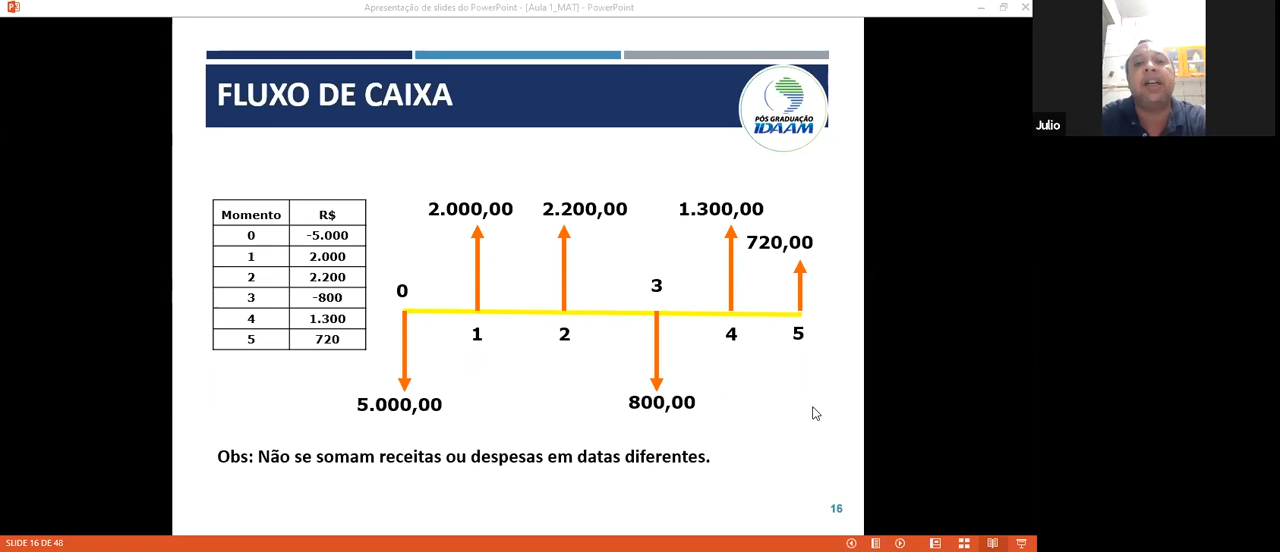 Apresentação de slides do PowerPoint - [Aula 1_MAT] - PowerPoint
FLUXO DE CAIXA
PÓS GRADUAÇÃO
IDAAM
Julio
Momento R$
0 -5.000
1 2.000
2 2.200
3 -800
4 1.300
5 720
2.000,00 2.200,00 1.300,00
720,00
0 3
1 2 4 5
5.000,00 800,00
Obs: Não se somam receitas ou despesas em datas diferentes.
16
SLIDE 16 DE 48